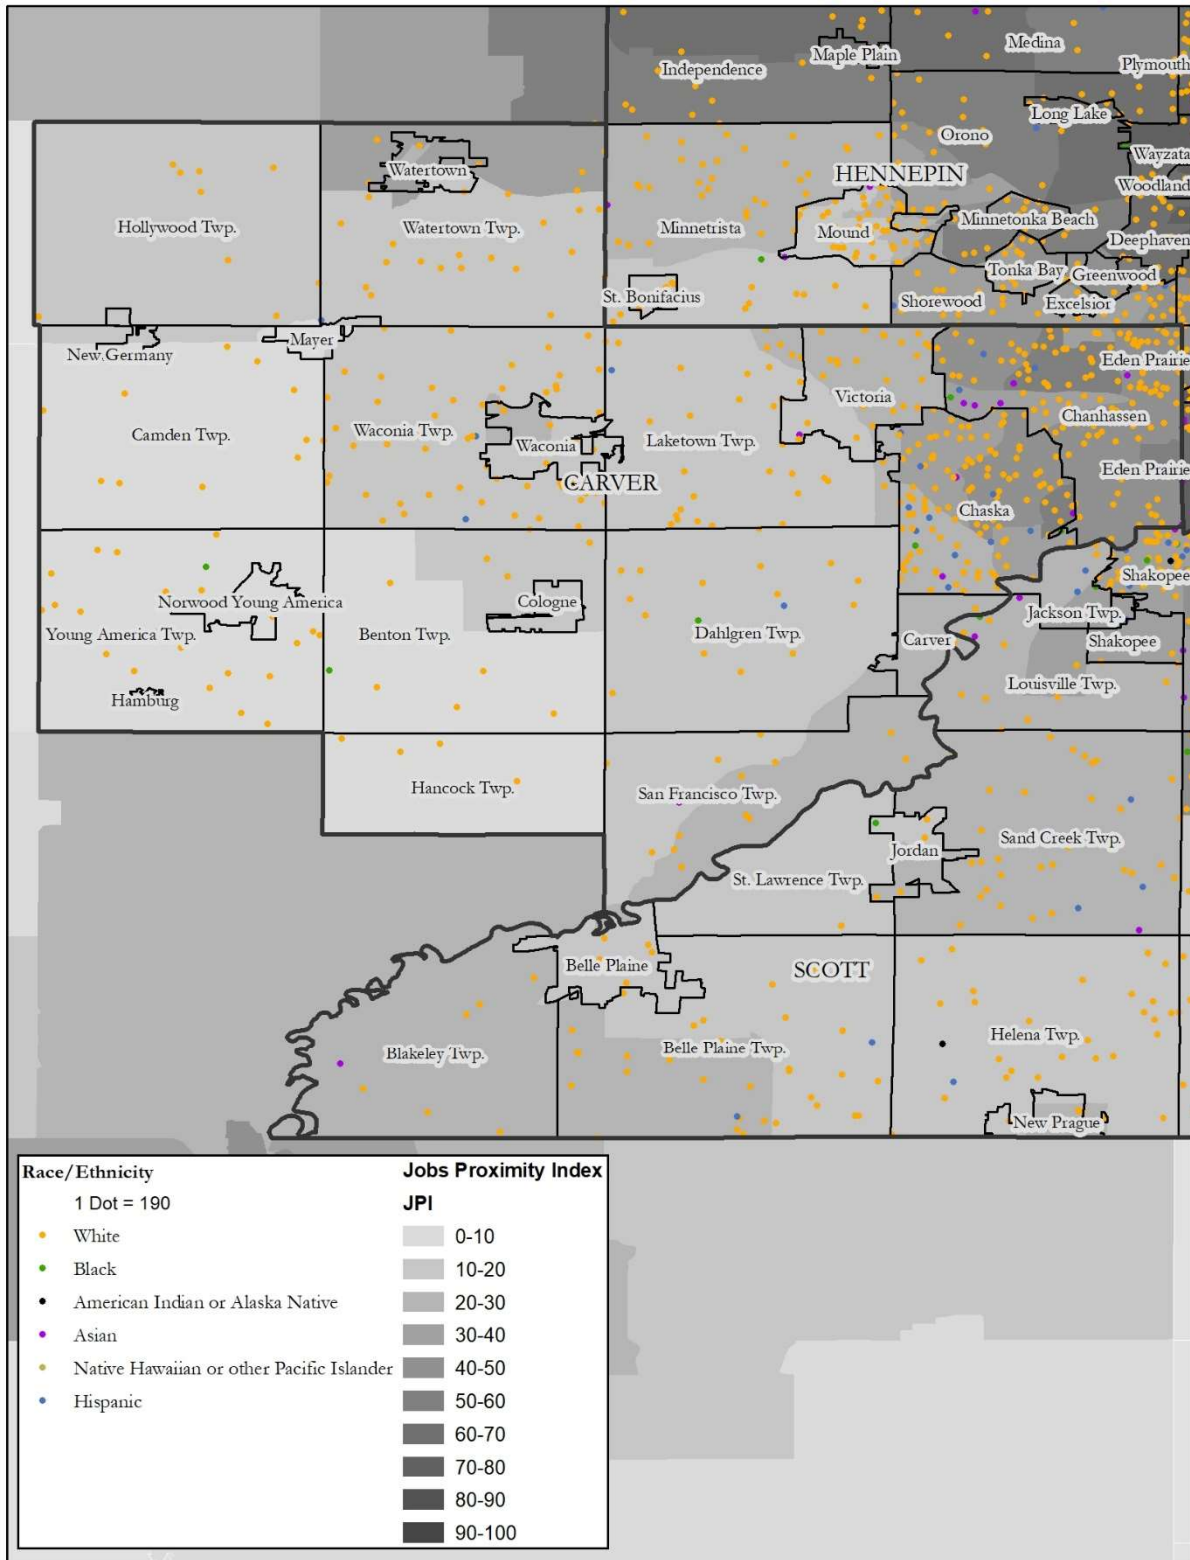 Maple Plain
Medina
Independence
Plymouth
Long Lake
Orono
Wayzata
Watertown
HENNEPIN
Woodland
Hollywood Twp.
Watertown Twp.
Minnetrista
Mound
Minnetonka Beach
Deephaven
Tonka Bay
Greenwood
St. Bonifacius
Shorewood
Excelsior
New Germany
Mayer
Eden Prairie
Victoria
Chanhassen
Camden Twp.
Waconia Twp.
Waconia
Laketown Twp.
Eden Prairie
CARVER
Chaska
Shakopee
Norwood Young America
Cologne
Jackson Twp.
Young America Twp.
Benton Twp.
Dahlgren Twp.
Carver
Shakopee
Hamburg
Louisville Twp.
Hancock Twp.
San Francisco Twp.
Sand Creek Twp.
Jordan
St. Lawrence Twp.
Belle Plaine
SCOTT
Blakeley Twp.
Belle Plaine Twp.
Helena Twp.
New Prague
Race/Ethnicity
1 Dot = 190
White
Black
American Indian or Alaska Native
Asian
Native Hawaiian or other Pacific Islander
Hispanic
Jobs Proximity Index
JPI
0-10
10-20
20-30
30-40
40-50
50-60
60-70
70-80
80-90
90-100